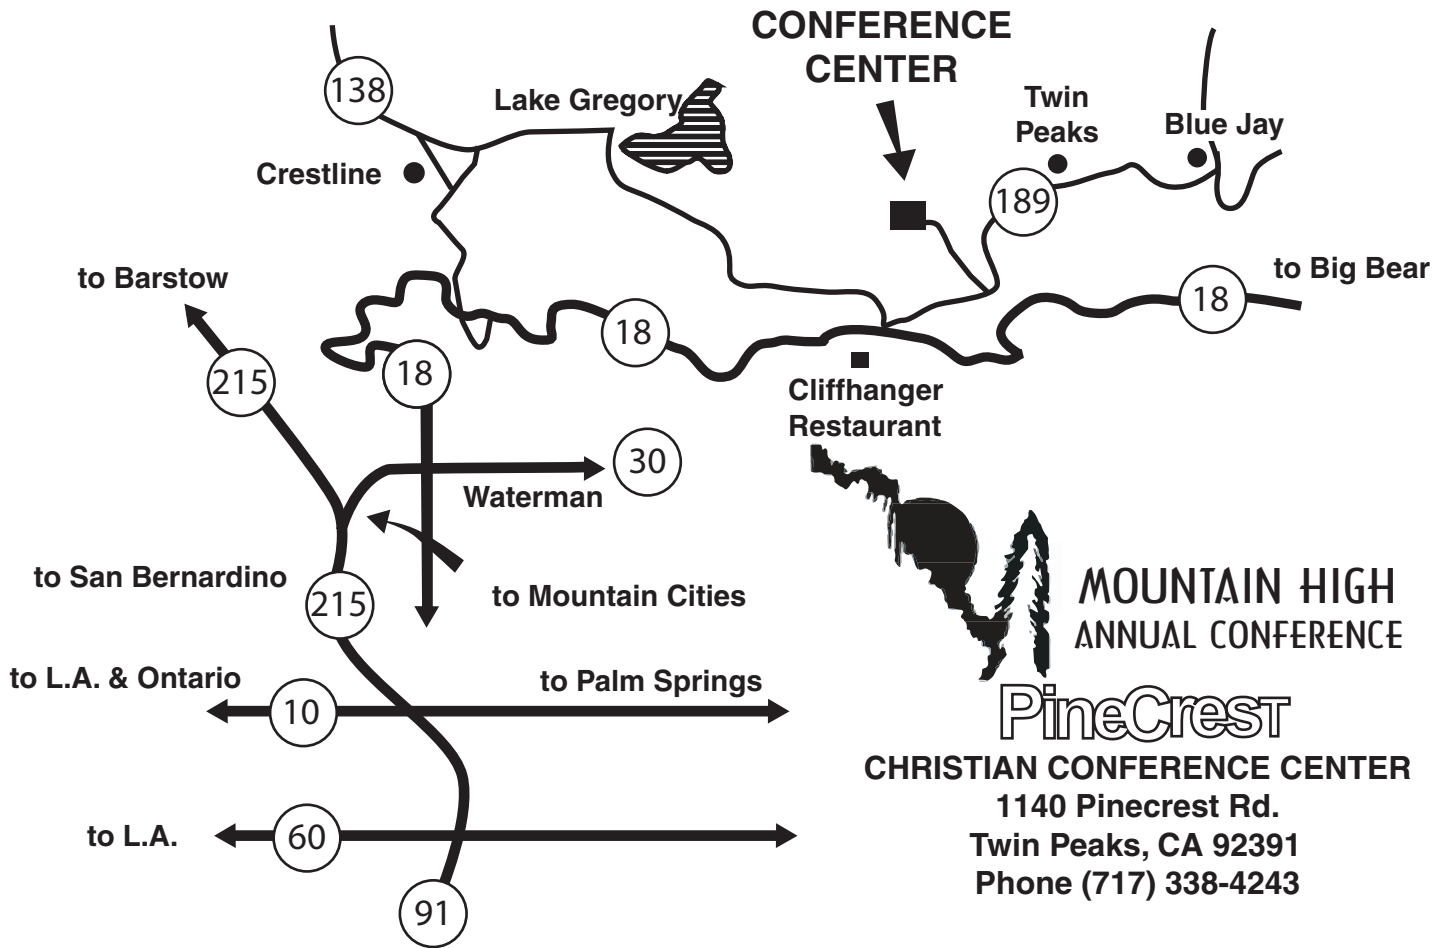 CONFERENCE
CENTER
138
Lake Gregory
Twin
Peaks
Blue Jay
Crestline
189
to Barstow
to Big Bear
18
18
18
215
Cliffhanger
Restaurant
30
Waterman
to San Bernardino
215
to Mountain Cities
MOUNTAIN HIGH
ANNUAL CONFERENCE
to L.A. & Ontario
to Palm Springs
10
PineCresT
CHRISTIAN CONFERENCE CENTER
1140 Pinecrest Rd.
Twin Peaks, CA 92391
Phone (717) 338-4243
to L.A.
60
91